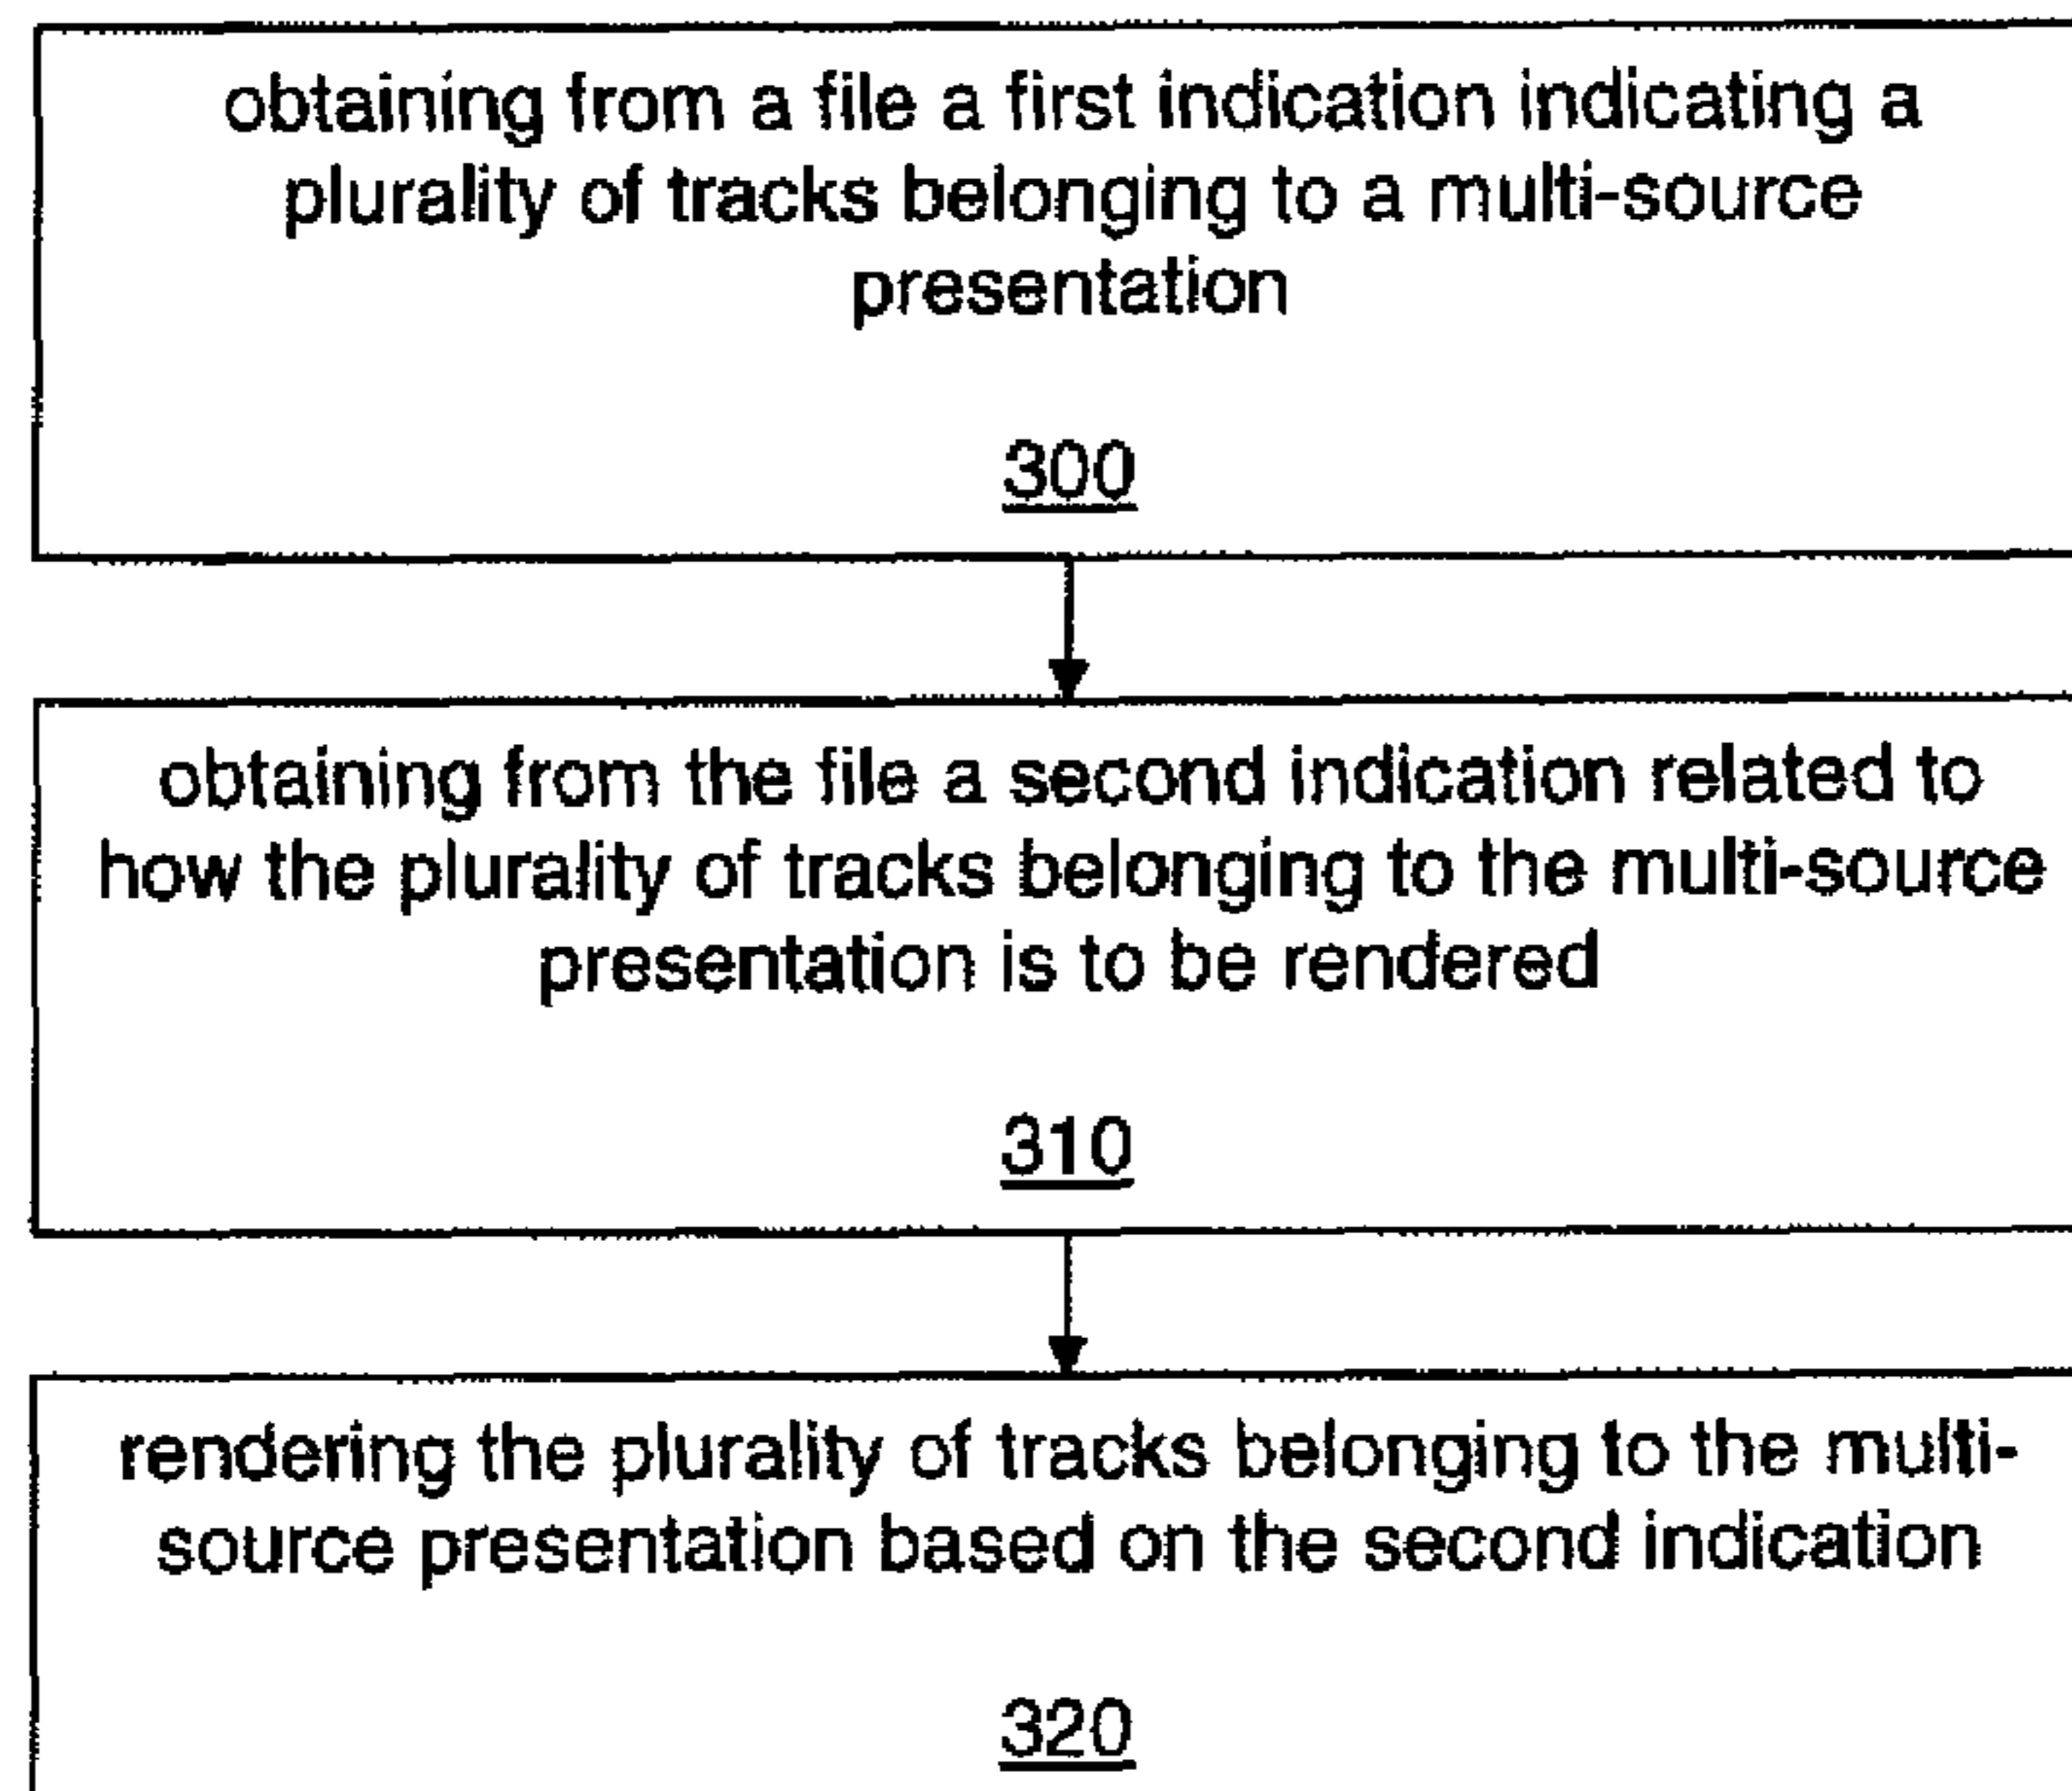 obtaining from a file a first indication indicating a
plurality of tracks belonging to a multi-source
presentation
300
obtaining from the file a second indication related to
how the plurality of tracks belonging to the multi-source
presentation is to be rendered
310
rendering the plurality of tracks belonging to the multi-
source presentation based on the second indication
320